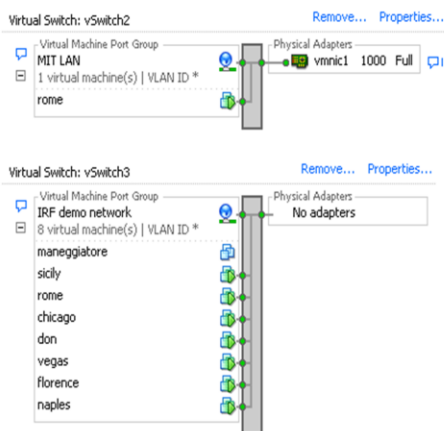 Virtual Switch: vSwitch2 Remove... Properties...
Virtual Machine Port Group Physical Adapters
MIT LAN vmnic1 1000 Full
1 virtual machine(s) | VLAN ID *
rome
Virtual Switch: vSwitch3 Remove... Properties...
Virtual Machine Port Group Physical Adapters
IRF demo network No adapters
8 virtual machine(s) | VLAN ID *
maneggiatore
sicily
rome
chicago
don
vegas
florence
naples